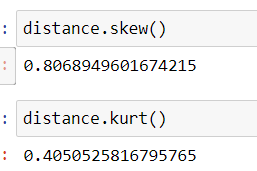 : distance.skew()
: 0.8068949601674215
: distance.kurt()
: 0.4050525816795765